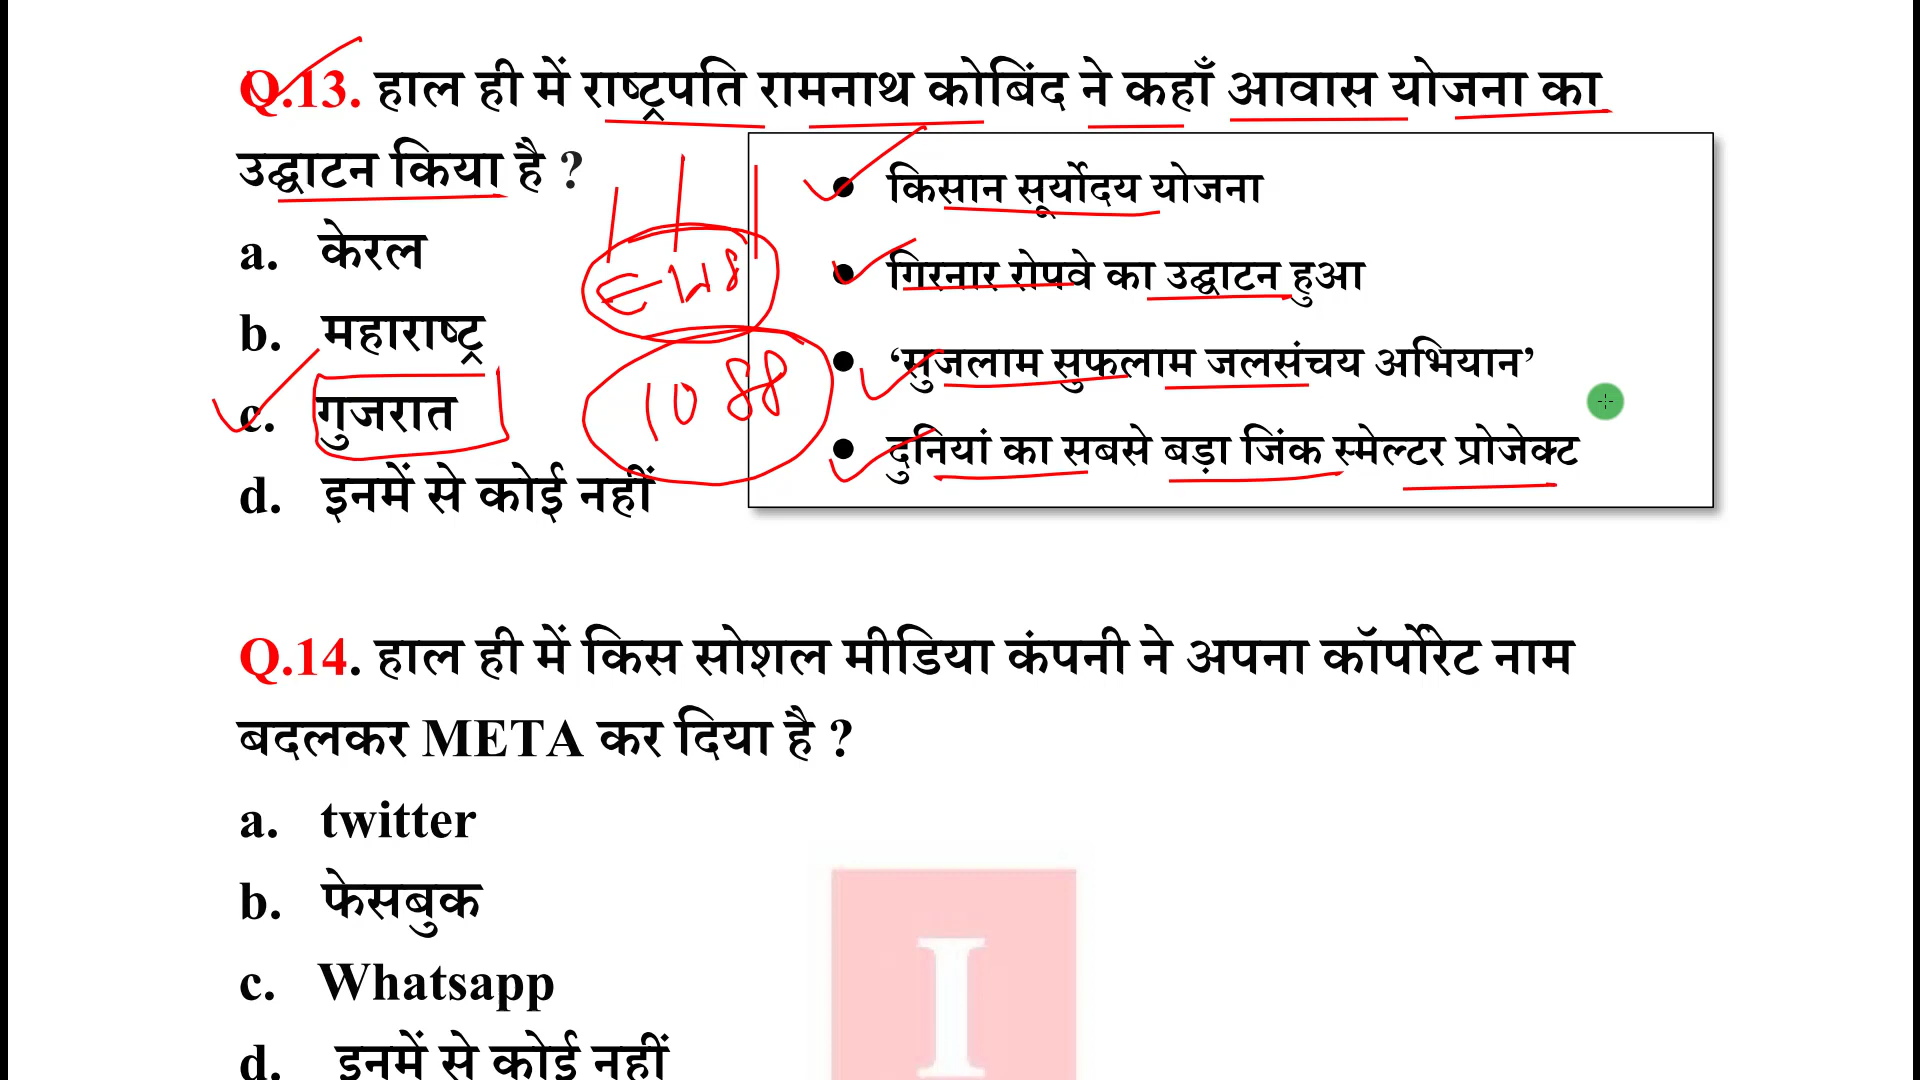 Q.13. हाल ही में राष्ट्रपति रामनाथ कोबिंद ने कहाँ आवास योजना का
उद्घाटन किया है ?
a. केरल
b. महाराष्ट्र
c. गुजरात
d. इनमें से कोई नहीं
EWS
1088
● किसान सूर्योदय योजना
● गिरनार रोपवे का उद्घाटन हुआ
● ‘सुजलाम सुफलाम जलसंचय अभियान’
● दुनियां का सबसे बड़ा जिंक स्मेल्टर प्रोजेक्ट
Q.14. हाल ही में किस सोशल मीडिया कंपनी ने अपना कॉर्पोरेट नाम
बदलकर META कर दिया है ?
a. twitter
b. फेसबुक
c. Whatsapp
d. इनमें से कोई नहीं
I